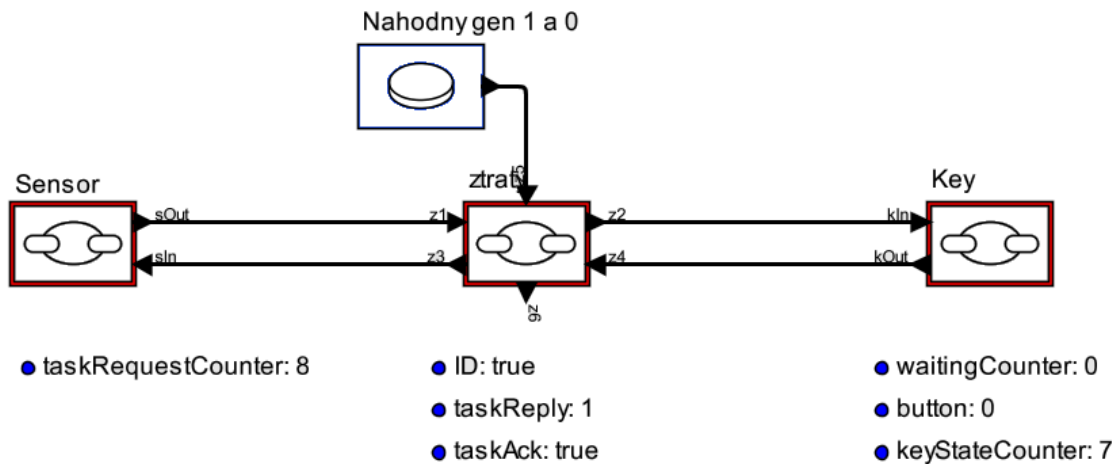 Nahodny gen 1 a 0
Sensor
ztraty
Key
sOut
z1
z2
kIn
sIn
z3
z4
kOut
z6
taskRequestCounter: 8
ID: true
waitingCounter: 0
taskReply: 1
button: 0
taskAck: true
keyStateCounter: 7